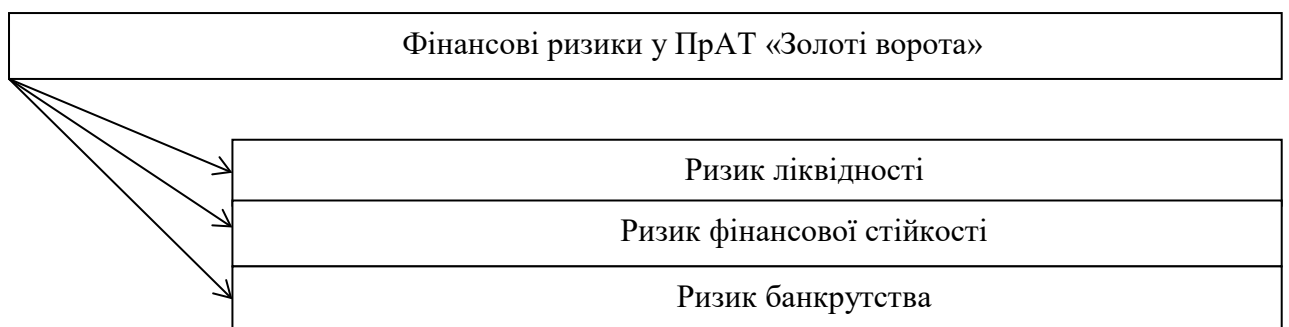 Фінансові ризики у ПрАТ «Золоті ворота»
Ризик ліквідності
Ризик фінансової стійкості
Ризик банкрутства